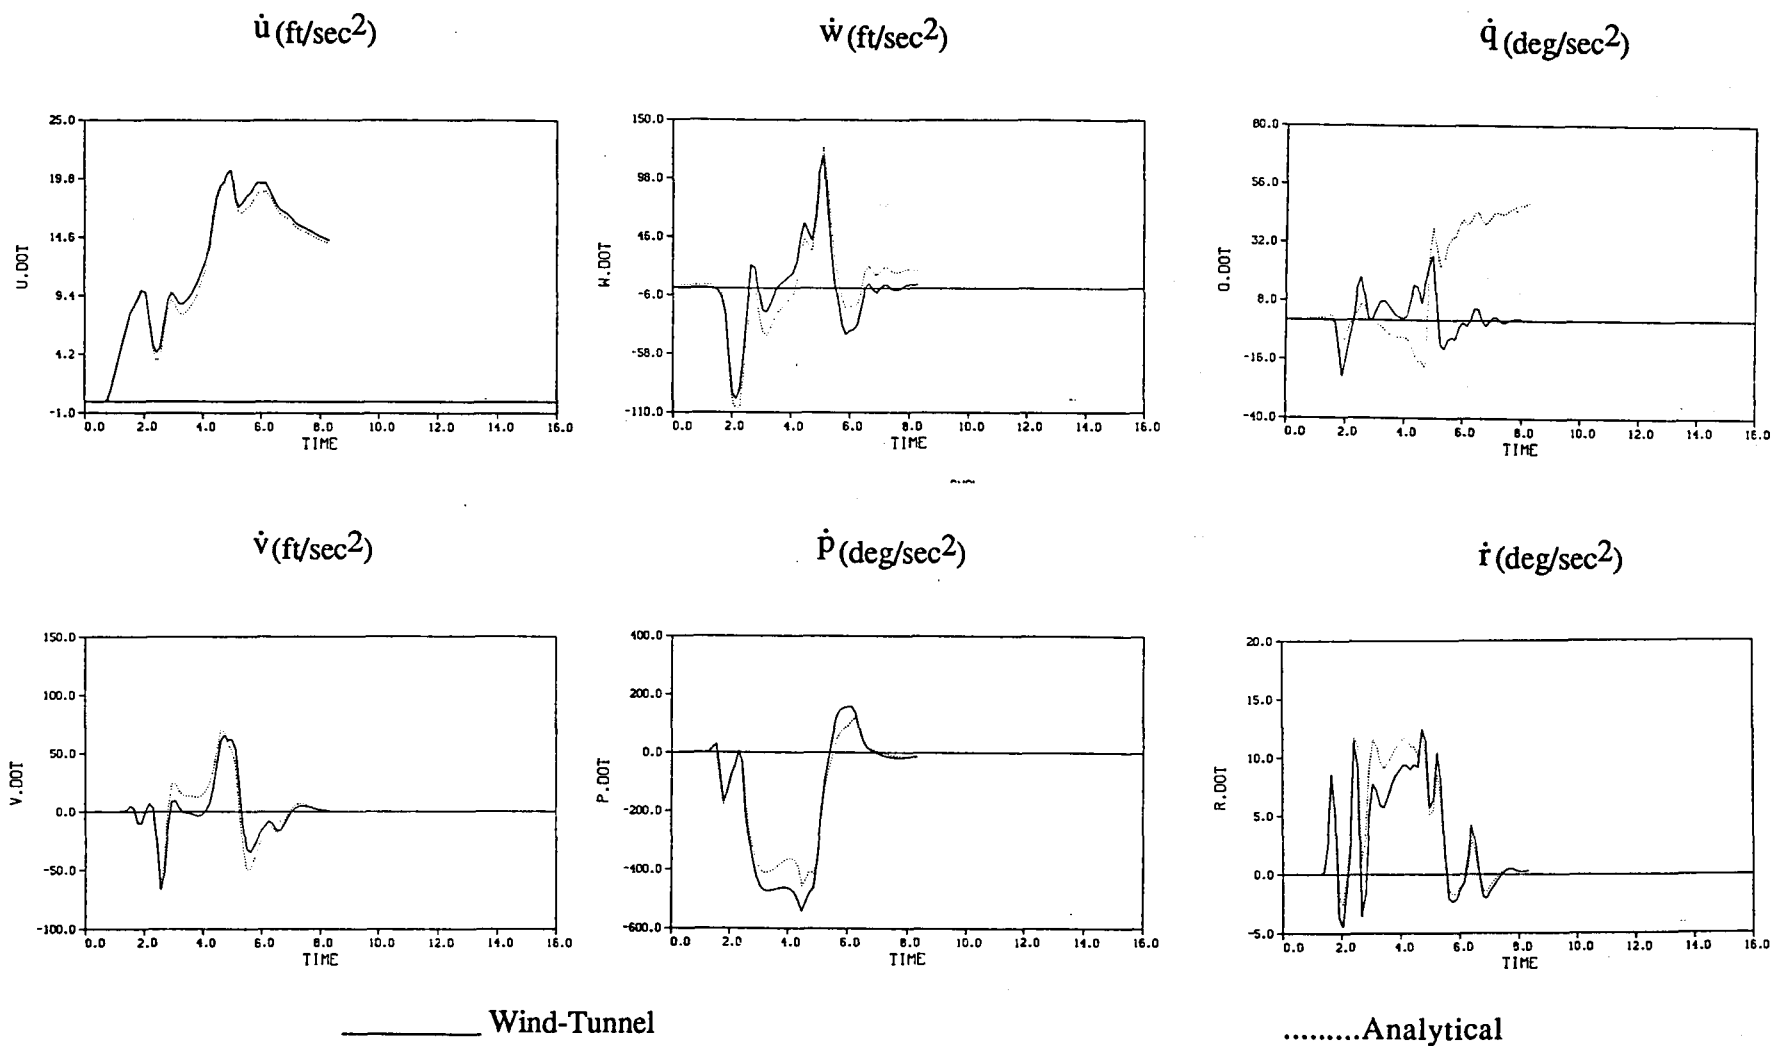 u̇ (ft/sec²)
ẇ (ft/sec²)
q̇ (deg/sec²)
25.0
19.8
14.6
9.4
4.2
-1.0
U.DOT
0.0 2.0 4.0 6.0 8.0 10.0 12.0 14.0 16.0
TIME
150.0
98.0
46.0
-6.0
-58.0
-110.0
W.DOT
0.0 2.0 4.0 6.0 8.0 10.0 12.0 14.0 16.0
TIME
80.0
56.0
32.0
8.0
-16.0
-40.0
Q.DOT
0.0 2.0 4.0 6.0 8.0 10.0 12.0 14.0 16.0
TIME
v̇ (ft/sec²)
ṗ (deg/sec²)
ṙ (deg/sec²)
150.0
100.0
50.0
0.0
-50.0
-100.0
V.DOT
0.0 2.0 4.0 6.0 8.0 10.0 12.0 14.0 16.0
TIME
400.0
200.0
0.0
-200.0
-400.0
-600.0
P.DOT
0.0 2.0 4.0 6.0 8.0 10.0 12.0 14.0 16.0
TIME
20.0
15.0
10.0
5.0
0.0
-5.0
R.DOT
0.0 2.0 4.0 6.0 8.0 10.0 12.0 14.0 16.0
TIME
Wind-Tunnel
.........Analytical